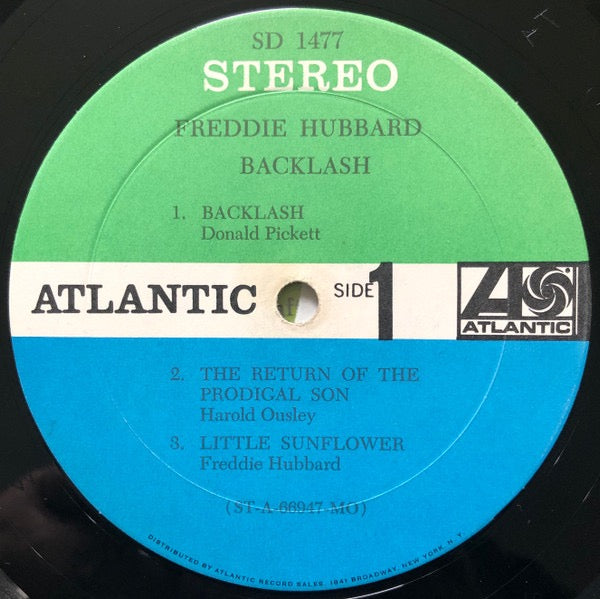 SD 1477
STEREO
FREDDIE HUBBARD
BACKLASH
1. BACKLASH
Donald Pickett
ATLANTIC
SIDE 1
ATLANTIC
2. THE RETURN OF THE
PRODIGAL SON
Harold Ousley
3. LITTLE SUNFLOWER
Freddie Hubbard
(ST-A-66947-MO)
DISTRIBUTED BY ATLANTIC RECORD SALES, 1841 BROADWAY, NEW YORK, N. Y.